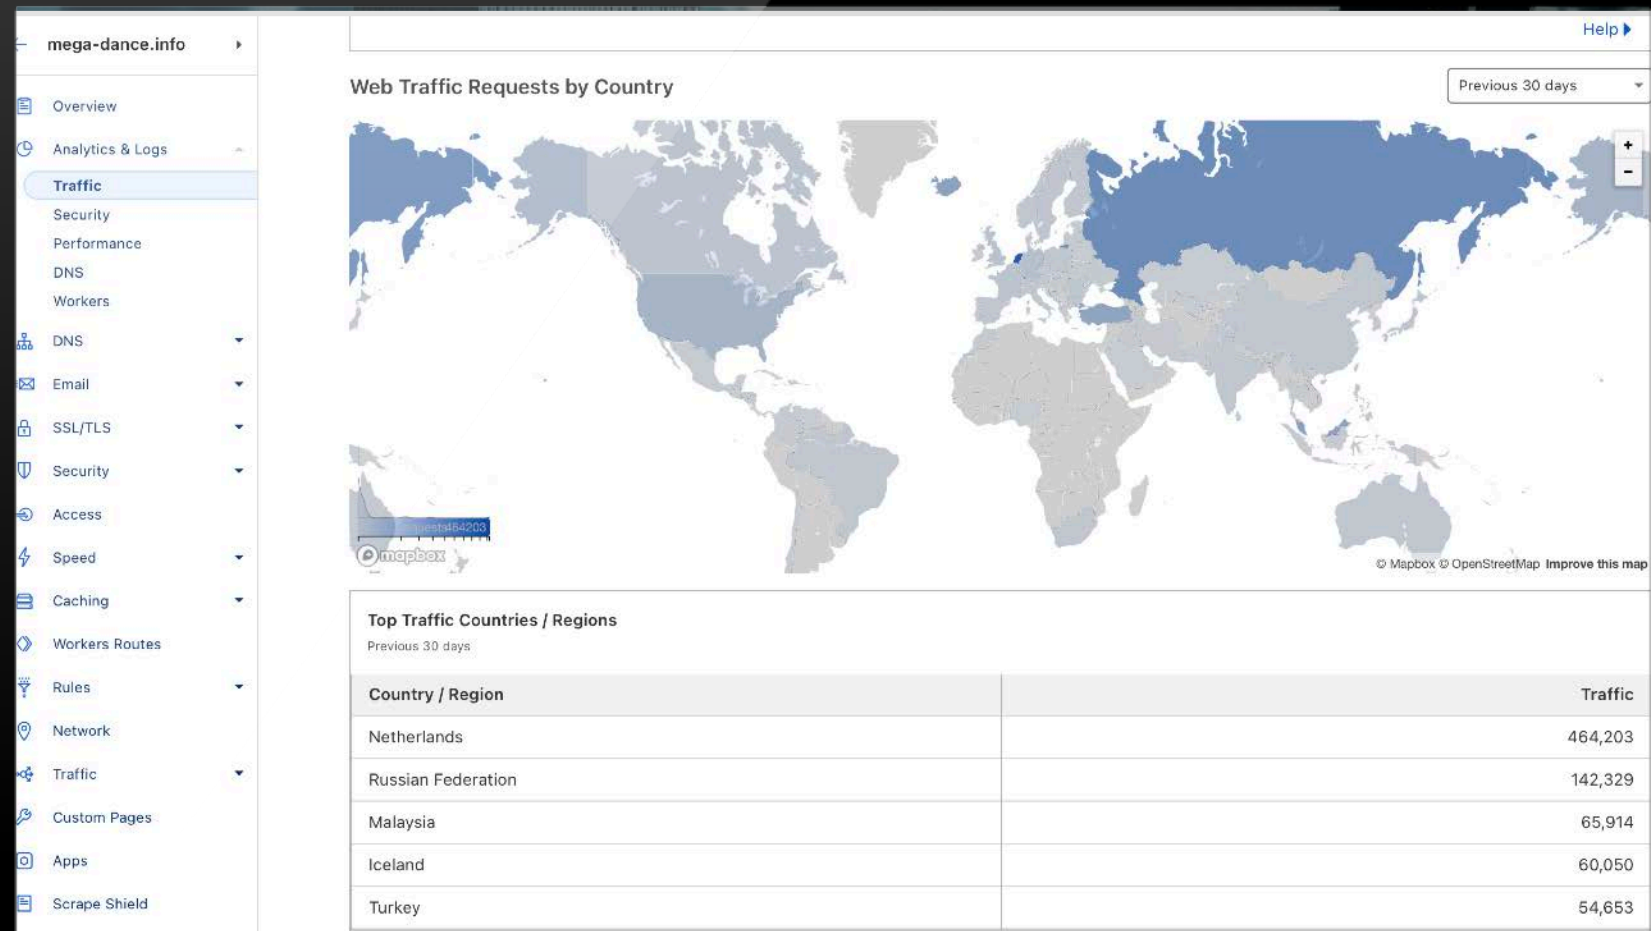 mega-dance.info
Overview
Analytics & Logs
Traffic
Security
Performance
DNS
Workers
DNS
Email
SSL/TLS
Security
Access
Speed
Caching
Workers Routes
Rules
Network
Traffic
Custom Pages
Apps
Scrape Shield
Help
Web Traffic Requests by Country
Previous 30 days
+
-
464203
mapbox
© Mapbox © OpenStreetMap Improve this map
Top Traffic Countries / Regions
Previous 30 days
Country / Region Traffic
Netherlands 464,203
Russian Federation 142,329
Malaysia 65,914
Iceland 60,050
Turkey 54,653